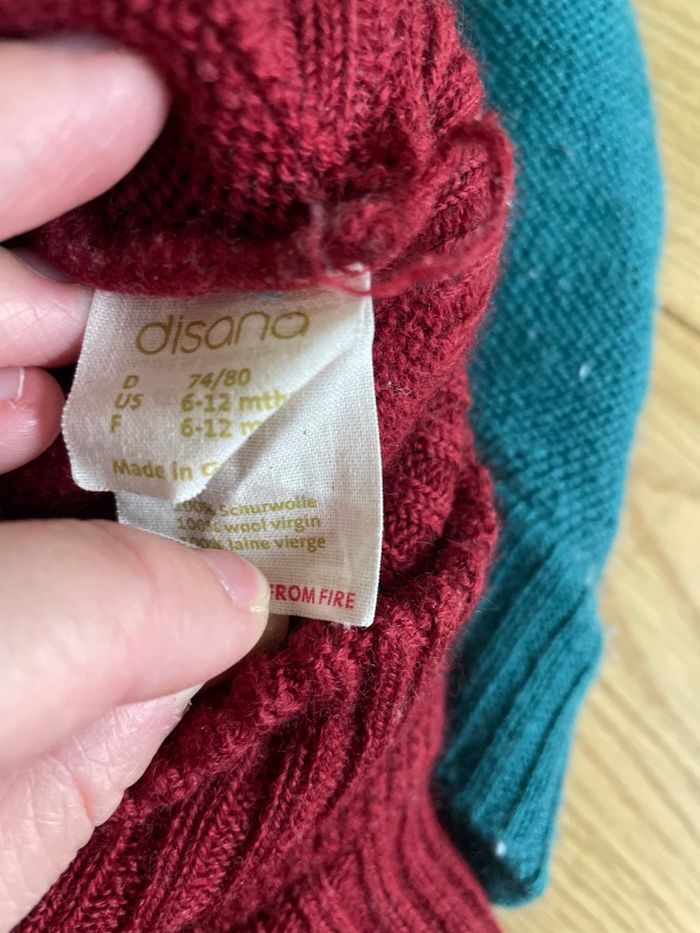 disana
D 74/80
US 6-12 mth
F 6-12 m
Made in G
100% Schurwolle
100% wool virgin
100% laine vierge
FROM FIRE